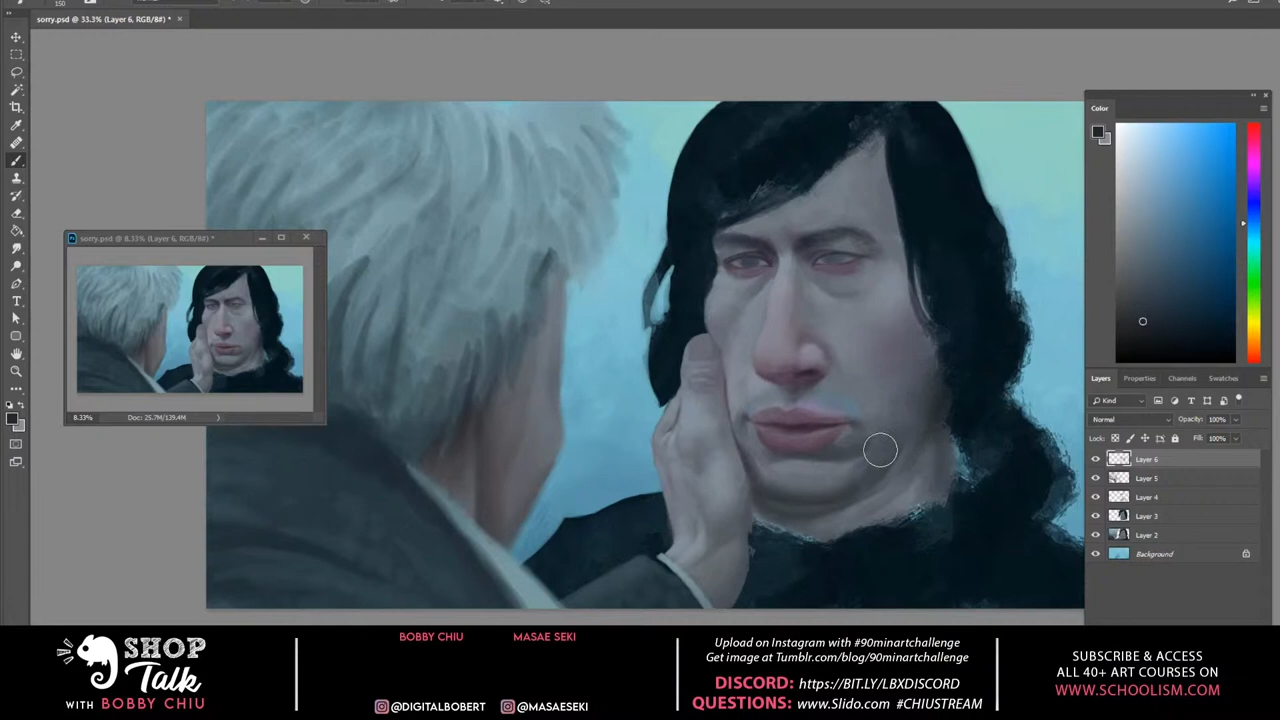 150
sorry.psd @ 33.3% (Layer 6, RGB/8#) *
sorry.psd @ 8.33% (Layer 6, RGB/8#) *
8.33%
Doc: 25.7M/139.4M
Color
Layers
Properties
Channels
Swatches
Kind
Normal
Opacity: 100%
Lock:
Fill: 100%
Layer 6
Layer 5
Layer 4
Layer 3
Layer 2
Background
SHOP
Talk
WITH BOBBY CHIU
BOBBY CHIU
MASAE SEKI
@DIGITALBOBERT
@MASAESEKI
Upload on Instagram with #90minartchallenge
Get image at Tumblr.com/blog/90minartchallenge
DISCORD: https://BIT.LY/LBXDISCORD
QUESTIONS: www.Slido.com #CHIUSTREAM
SUBSCRIBE & ACCESS
ALL 40+ ART COURSES ON
WWW.SCHOOLISM.COM